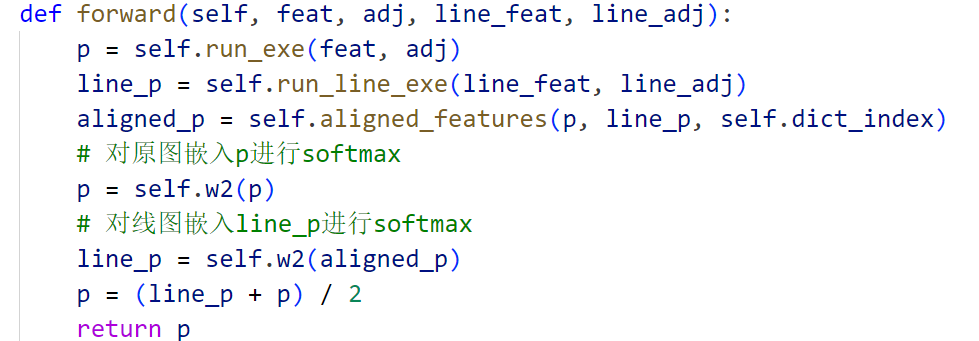 def forward(self, feat, adj, line_feat, line_adj):
    p = self.run_exe(feat, adj)
    line_p = self.run_line_exe(line_feat, line_adj)
    aligned_p = self.aligned_features(p, line_p, self.dict_index)
    # 对原图嵌入p进行softmax
    p = self.w2(p)
    # 对线图嵌入line_p进行softmax
    line_p = self.w2(aligned_p)
    p = (line_p + p) / 2
    return p